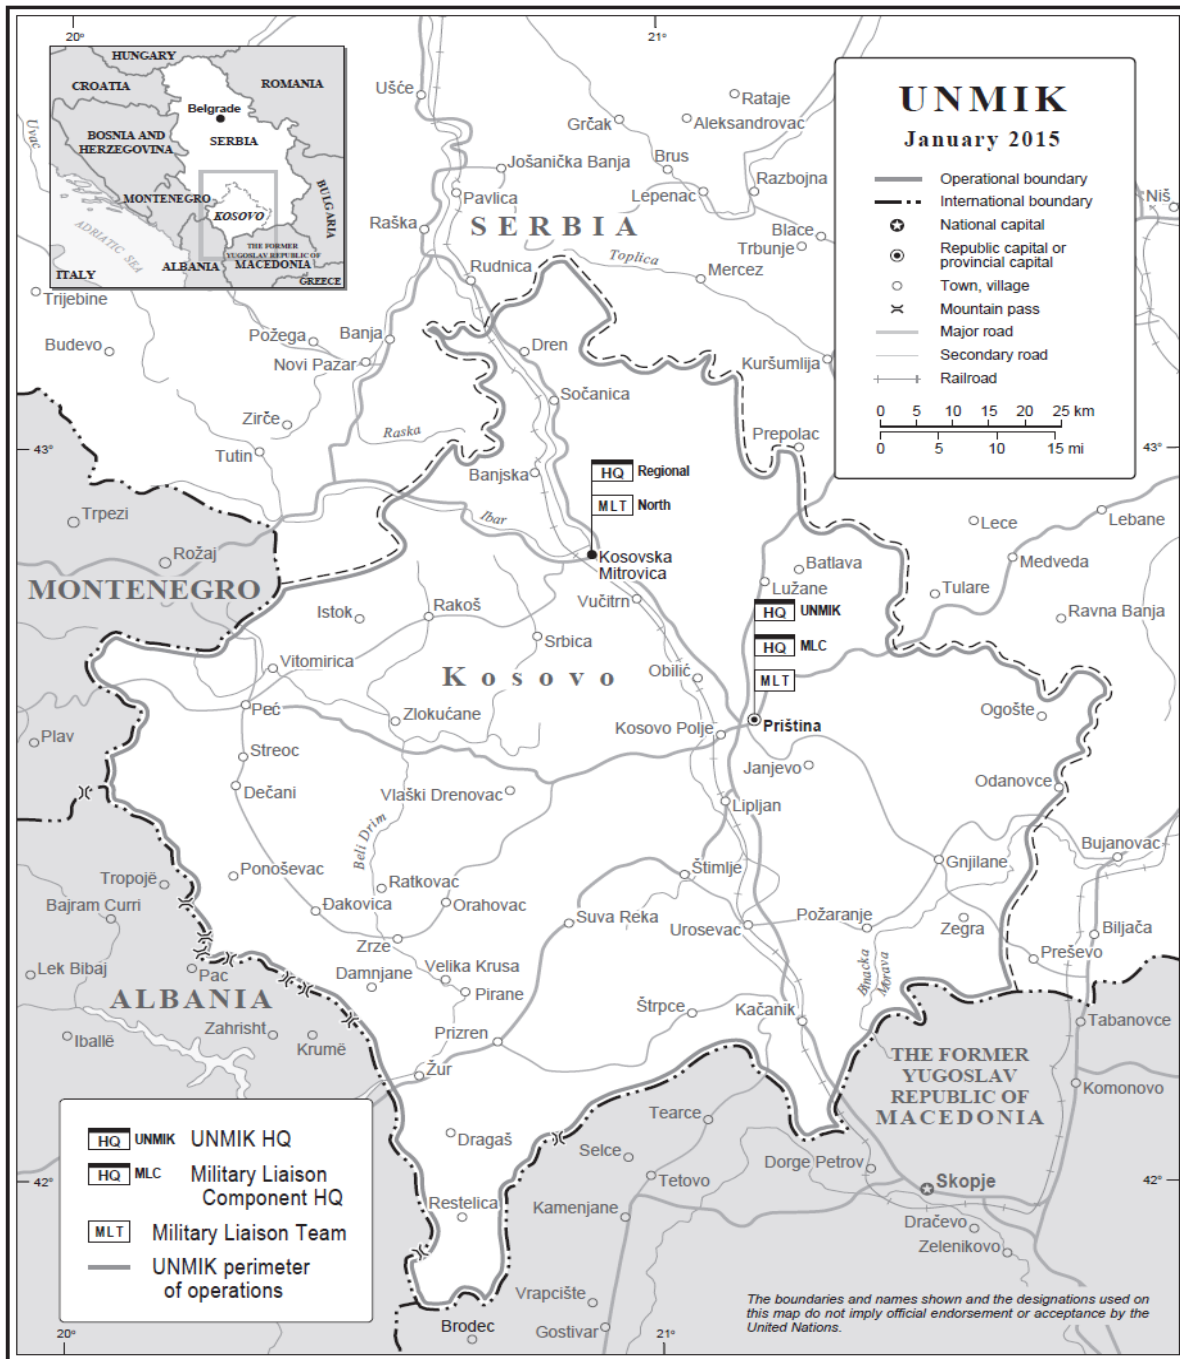 20°
21°
HUNGARY
CROATIA
ROMANIA
Belgrade
BOSNIA AND
HERZEGOVINA
SERBIA
MONTENEGRO
KOSOVO
BULGARIA
ADRIATIC SEA
THE FORMER
YUGOSLAV REPUBLIC OF
MACEDONIA
ALBANIA
ITALY
GREECE
UNMIK
January 2015
Operational boundary
International boundary
National capital
Republic capital or
provincial capital
Town, village
Mountain pass
Major road
Secondary road
Railroad
0 5 10 15 20 25 km
0 5 10 15 mi
Uvac
Ušće
Rataje
Grčak
Aleksandrovac
Jošanička Banja
Brus
Pavlica
Lepenac
Razbojna
Niš
Raška
SERBIA
Blace
Trbunje
Rudnica
Toplica
Mercez
Trijebine
Požega
Banja
Budevo
Novi Pazar
Dren
Kuršumlija
Sočanica
Zirče
Raska
Prepolac
43°
43°
Tutin
Banjska
HQ Regional
MLT North
Trpezi
Ibar
Lece
Lebane
Rožaj
Kosovska
Mitrovica
Batlava
Medveda
MONTENEGRO
Lužane
Tulare
Vučitrn
Istok
Rakoš
HQ UNMIK
Ravna Banja
Srbica
HQ MLC
Vitomirica
Kosovo
Obilić
MLT
Peć
Zlokućane
Ogošte
Plav
Kosovo Polje
Priština
Streoc
Janjevo
Odanovce
Dečani
Vlaški Drenovac
Lipljan
Beli Drim
Bujanovac
Gnjilane
Ponoševac
Štimlje
Tropojë
Ratkovac
Bajram Curri
Đakovica
Orahovac
Suva Reka
Požaranje
Urosevac
Zegra
Biljača
Zrze
Lek Bibaj
Pac
Damnjane
Velika Krusa
Binacka
Morava
Preševo
ALBANIA
Pirane
Štrpce
Kačanik
Tabanovce
Zahrisht
Iballë
Krumë
Prizren
THE FORMER
YUGOSLAV
REPUBLIC OF
MACEDONIA
Žur
Komonovo
Tearce
Dragaš
Selce
Dorge Petrov
42°
42°
Tetovo
Skopje
Restelica
Kamenjane
Dračevo
Zelenikovo
Vrapcište
Brodec
Gostivar
HQ UNMIK UNMIK HQ
HQ MLC Military Liaison
Component HQ
MLT Military Liaison Team
UNMIK perimeter
of operations
The boundaries and names shown and the designations used on
this map do not imply official endorsement or acceptance by the
United Nations.
20°
21°